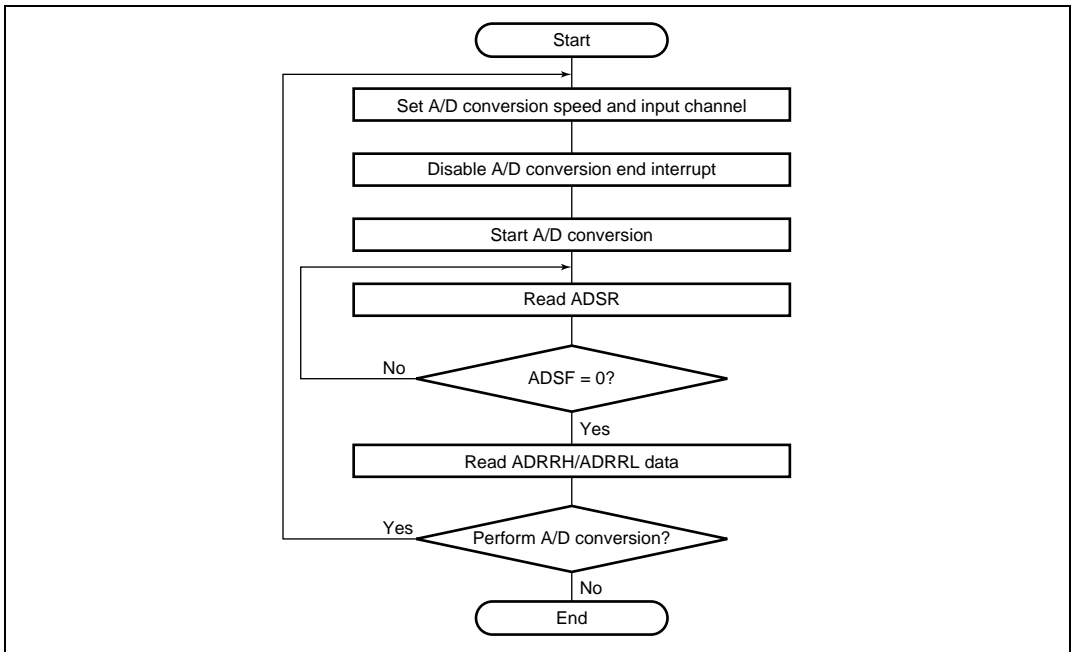 Start
Set A/D conversion speed and input channel
Disable A/D conversion end interrupt
Start A/D conversion
Read ADSR
No
ADSF = 0?
Yes
Read ADRRH/ADRRL data
Yes
Perform A/D conversion?
No
End